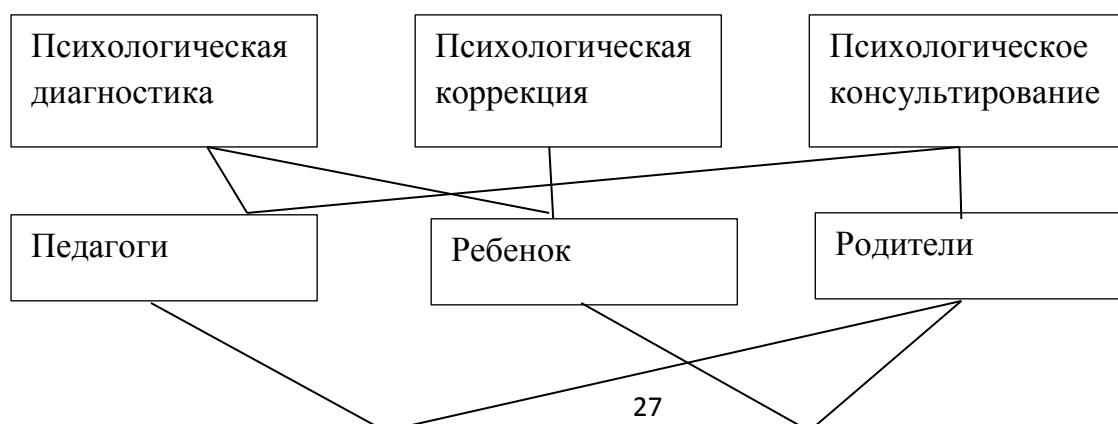 Психологическая
диагностика
Психологическая
коррекция
Психологическое
консультирование
Педагоги
Ребенок
Родители
27